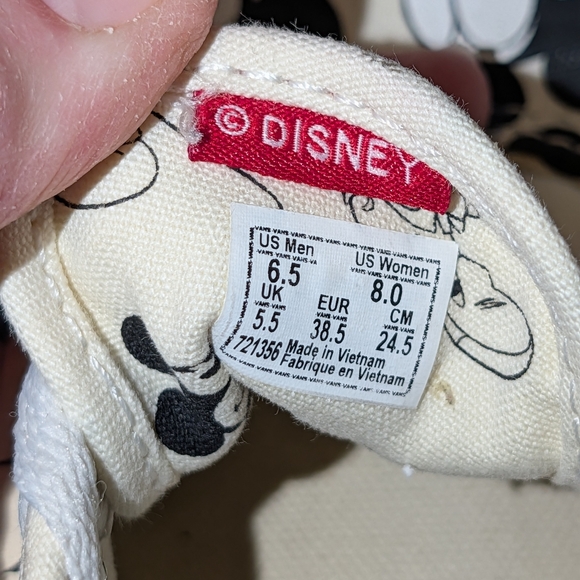 © DISNEY
US Men US Women
6.5 8.0
UK EUR CM
5.5 38.5 24.5
721356 Made in Vietnam
Fabrique en Vietnam